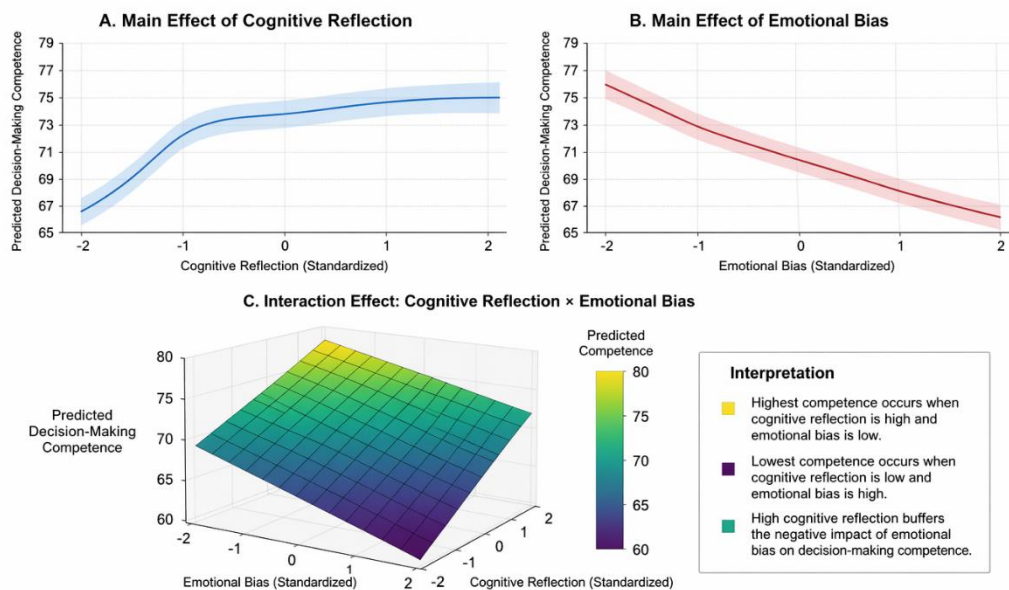 A. Main Effect of Cognitive Reflection
Predicted Decision-Making Competence
79
77
75
73
71
69
67
65
-2
-1
0
1
2
Cognitive Reflection (Standardized)
B. Main Effect of Emotional Bias
Predicted Decision-Making Competence
79
77
75
73
71
69
67
65
-2
-1
0
1
2
Emotional Bias (Standardized)
C. Interaction Effect: Cognitive Reflection × Emotional Bias
Predicted
Decision-Making
Competence
80
75
70
65
60
-2
-1
0
1
2
Emotional Bias (Standardized)
-2
-1
0
1
2
Cognitive Reflection (Standardized)
Predicted
Competence
80
75
70
65
60
Interpretation
Highest competence occurs when
cognitive reflection is high and
emotional bias is low.
Lowest competence occurs when
cognitive reflection is low and
emotional bias is high.
High cognitive reflection buffers
the negative impact of emotional
bias on decision-making competence.